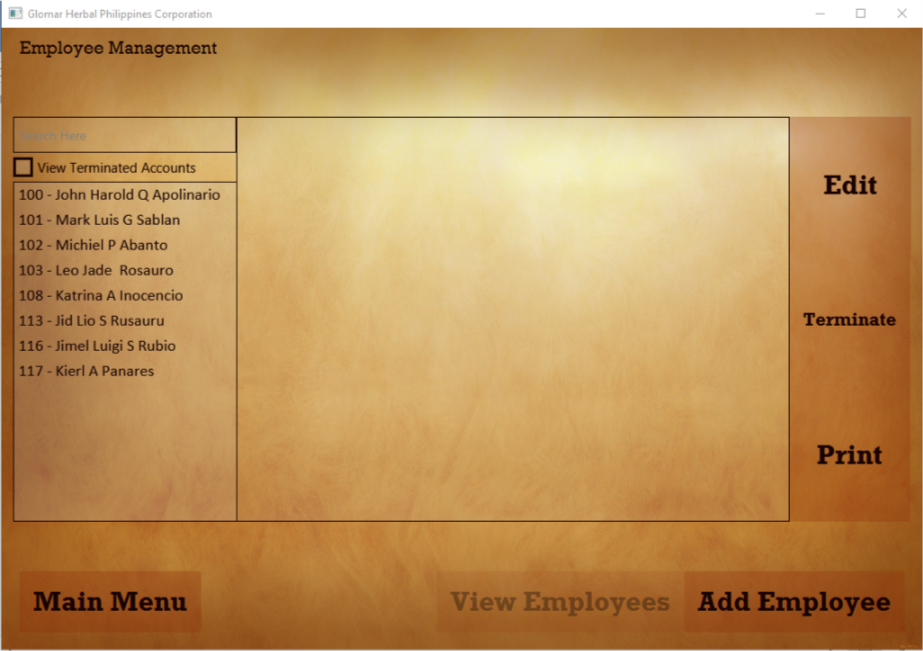 Glomar Herbal Philippines Corporation
Employee Management
Search Here
View Terminated Accounts
100 - John Harold Q Apolinario
101 - Mark Luis G Sablan
102 - Michiel P Abanto
103 - Leo Jade  Rosauro
108 - Katrina A Inocencio
113 - Jid Lio S Rusauru
116 - Jimel Luigi S Rubio
117 - Kierl A Panares
Edit
Terminate
Print
Main Menu
View Employees
Add Employee